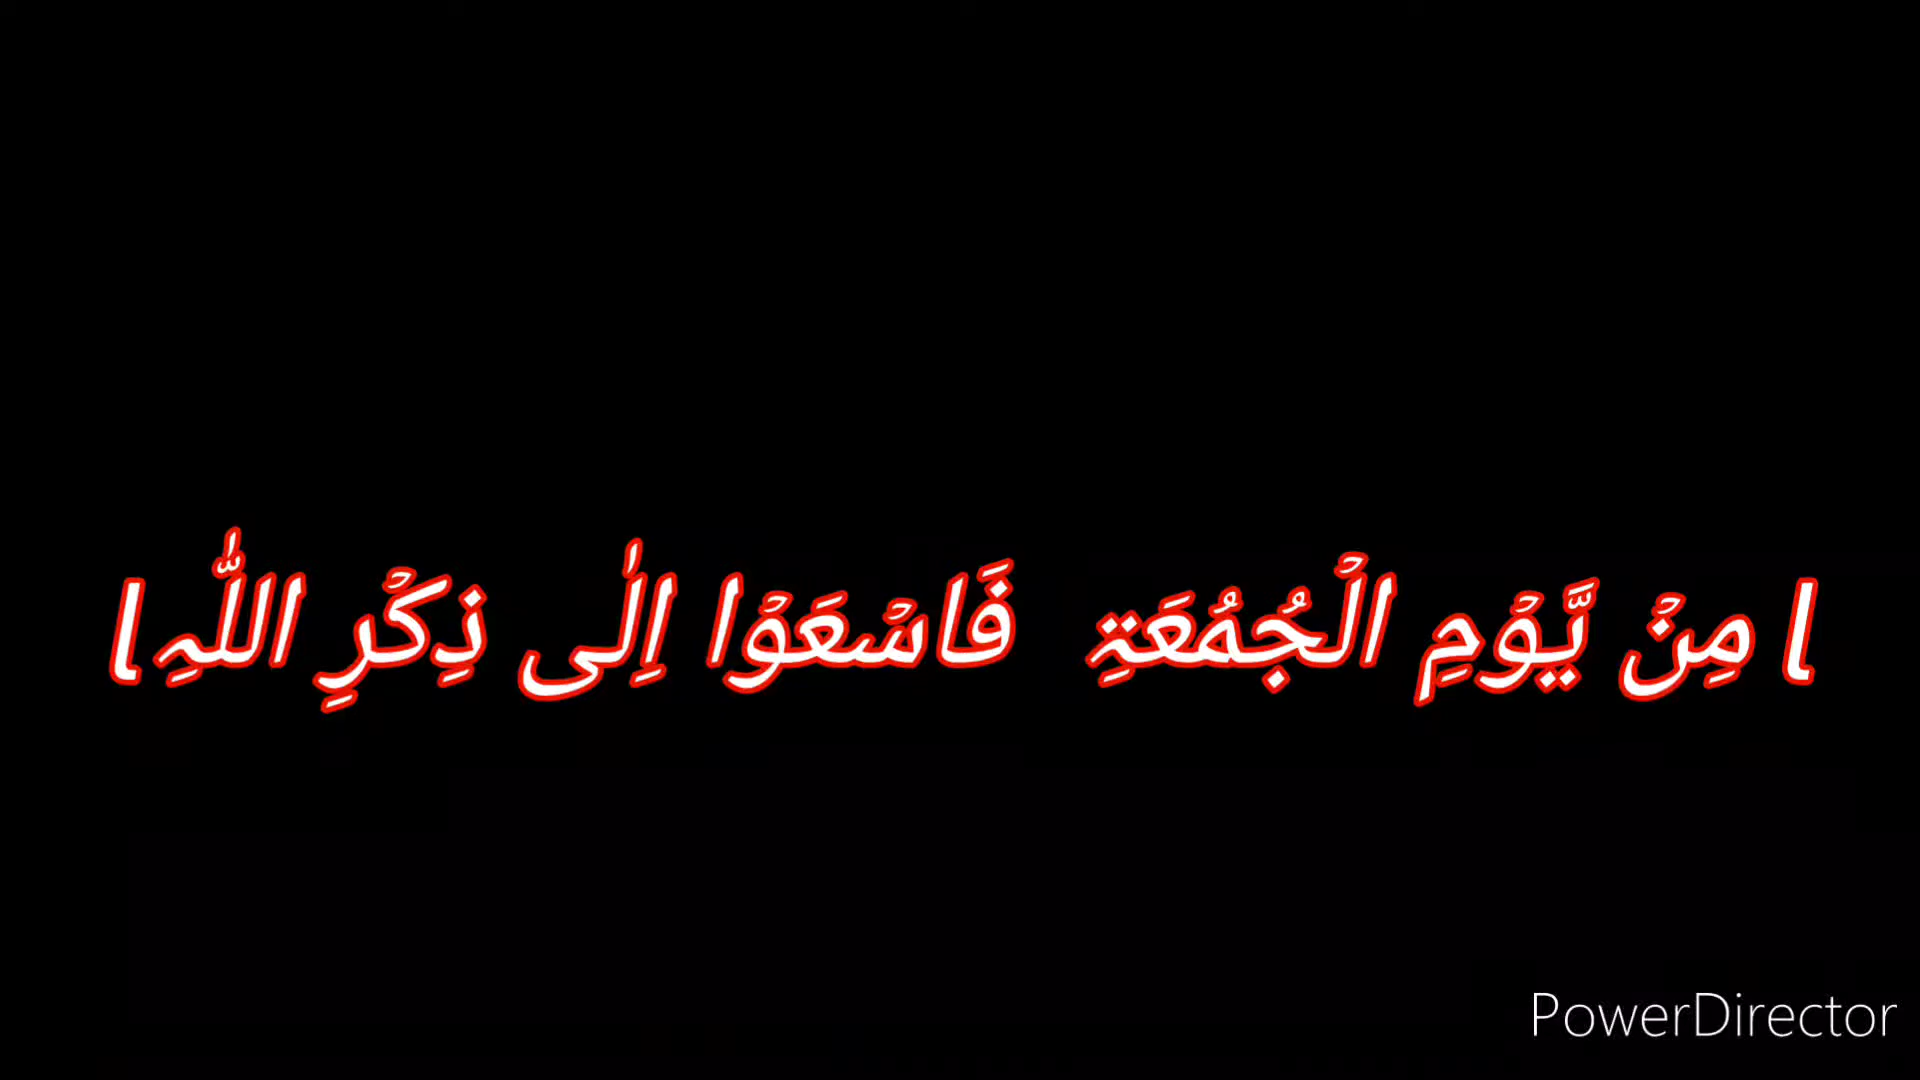 ا مِنۡ یَّوۡمِ الۡجُمُعَۃِ فَاسۡعَوۡا اِلٰی ذِکۡرِ اللّٰہِ ا
PowerDirector